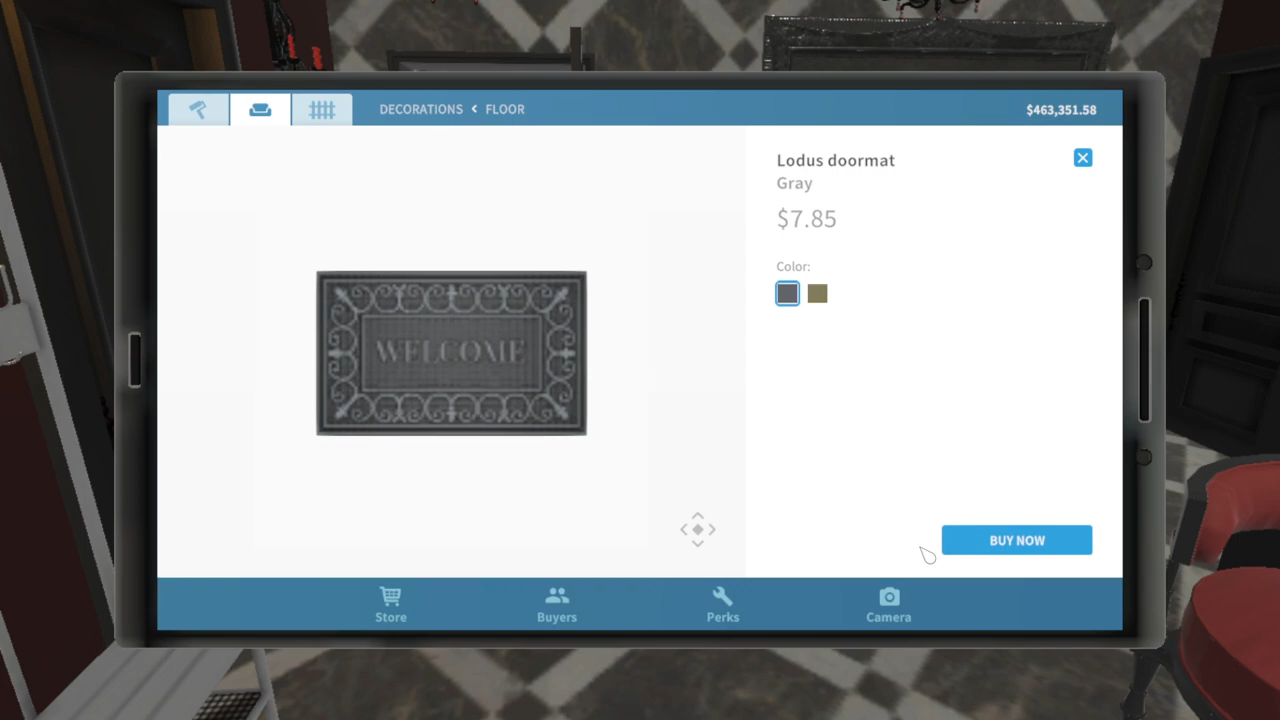 DECORATIONS < FLOOR
$463,351.58
Lodus doormat
Gray
$7.85
Color:
WELCOME
BUY NOW
Store
Buyers
Perks
Camera